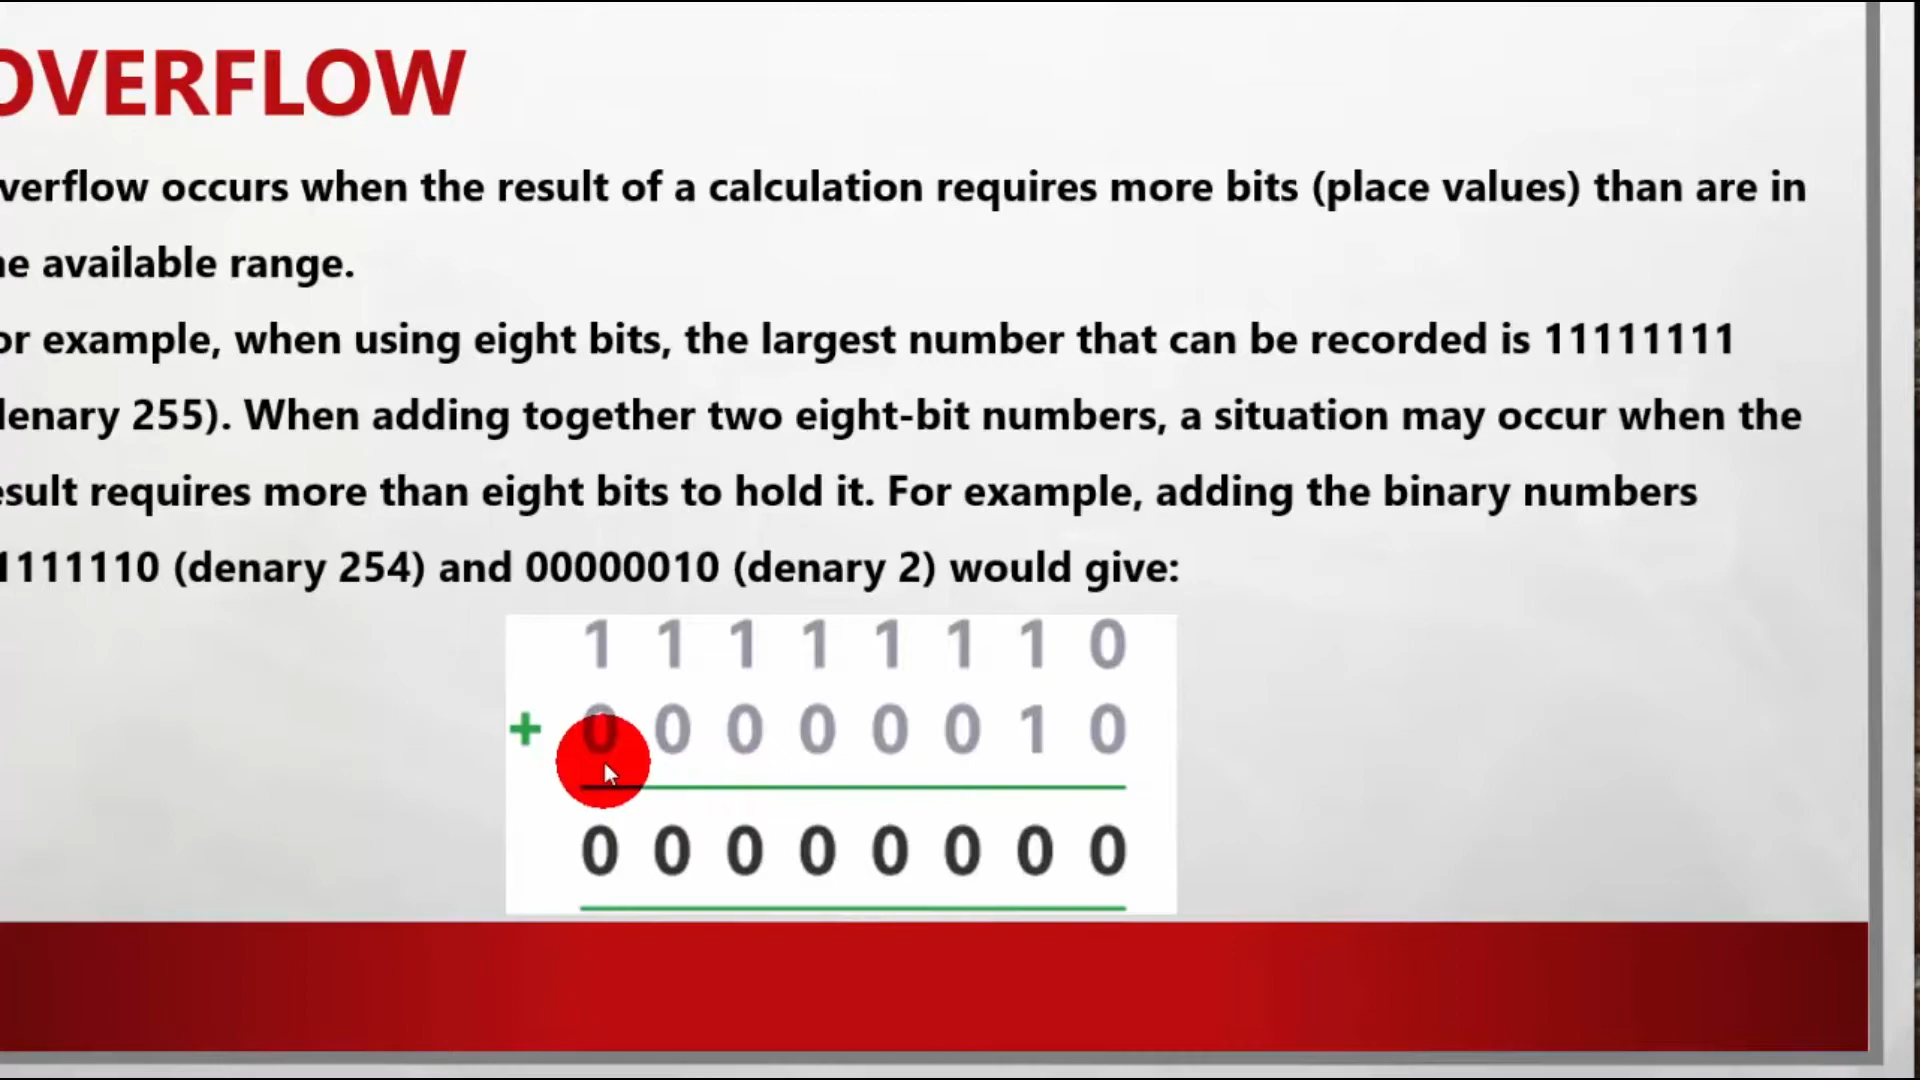 OVERFLOW
verflow occurs when the result of a calculation requires more bits (place values) than are in
he available range.
or example, when using eight bits, the largest number that can be recorded is 11111111
denary 255). When adding together two eight-bit numbers, a situation may occur when the
esult requires more than eight bits to hold it. For example, adding the binary numbers
1111110 (denary 254) and 00000010 (denary 2) would give:
1 1 1 1 1 1 1 0
+ 0 0 0 0 0 0 1 0
0 0 0 0 0 0 0 0